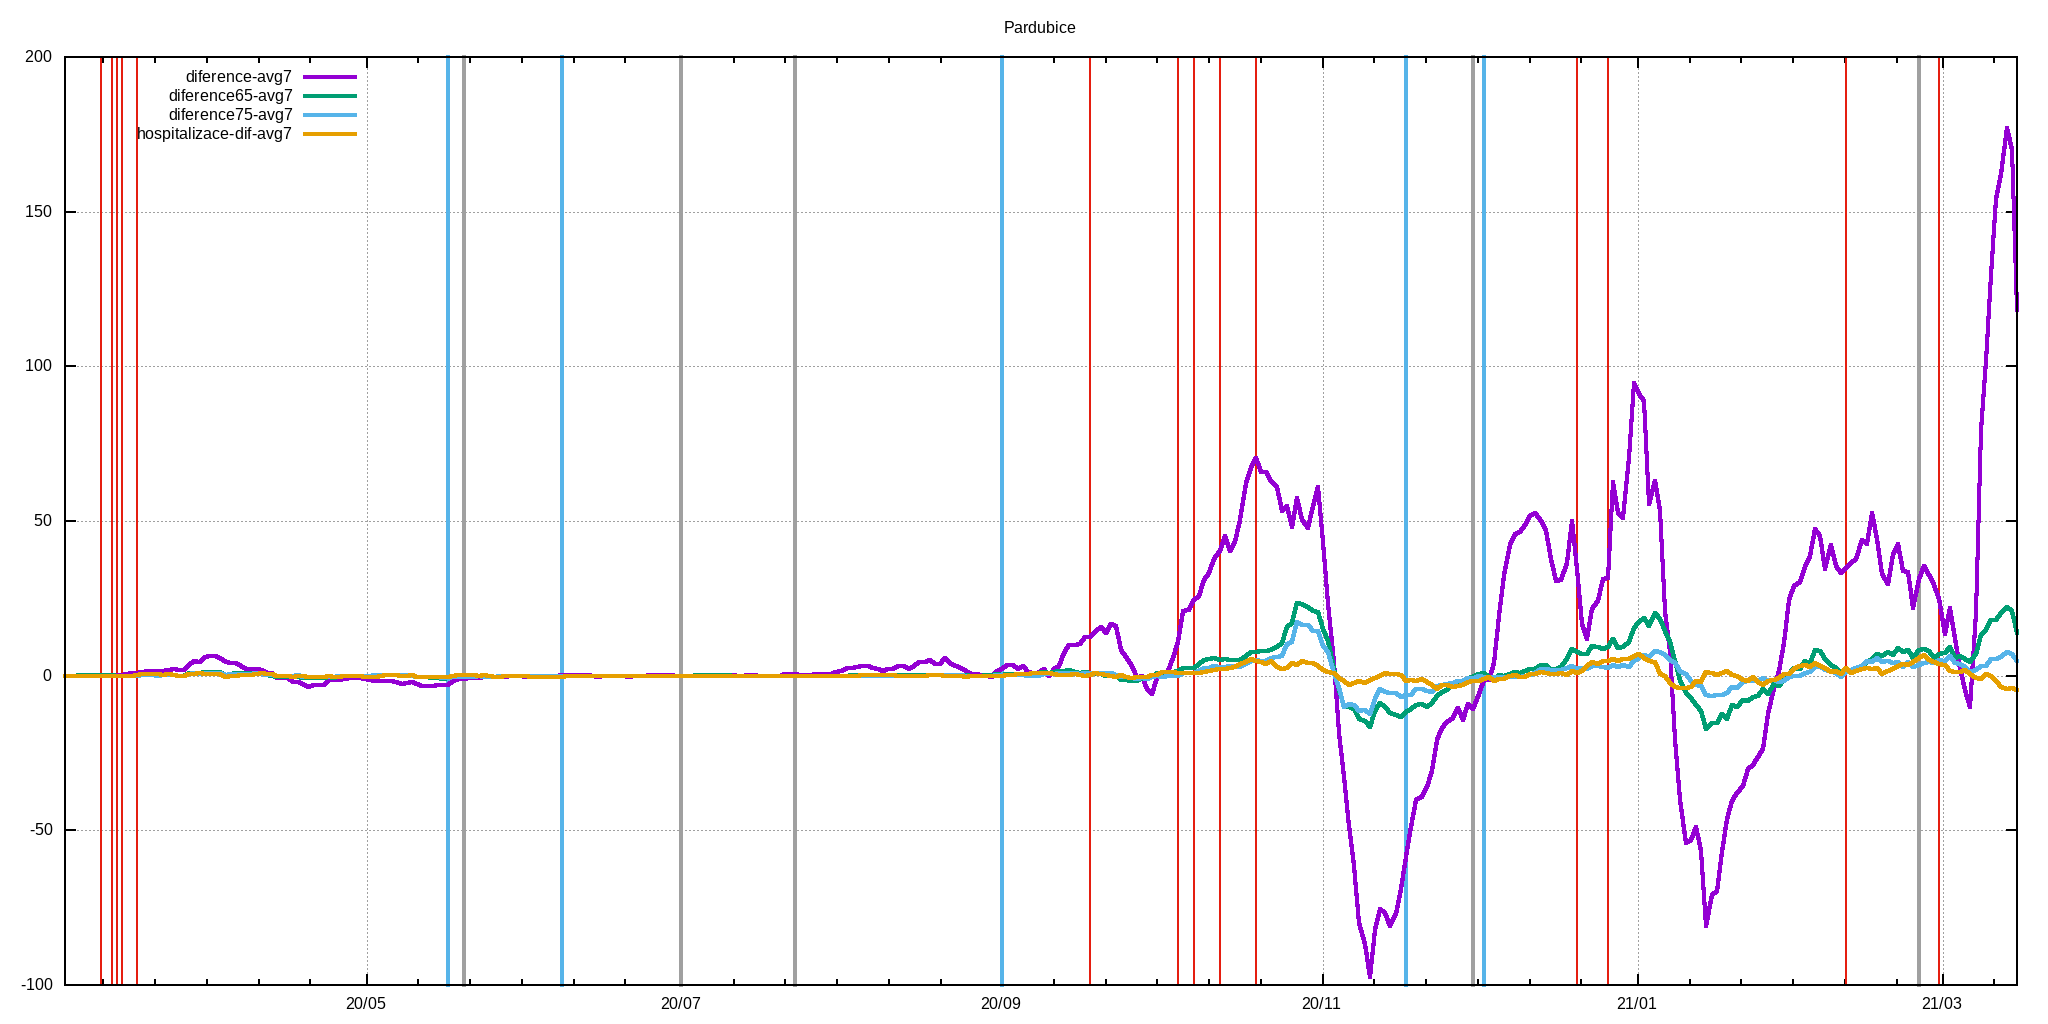 Pardubice
200
150
100
50
0
-50
-100
diference-avg7
diference65-avg7
diference75-avg7
hospitalizace-dif-avg7
20/05 20/07 20/09 20/11 21/01 21/03